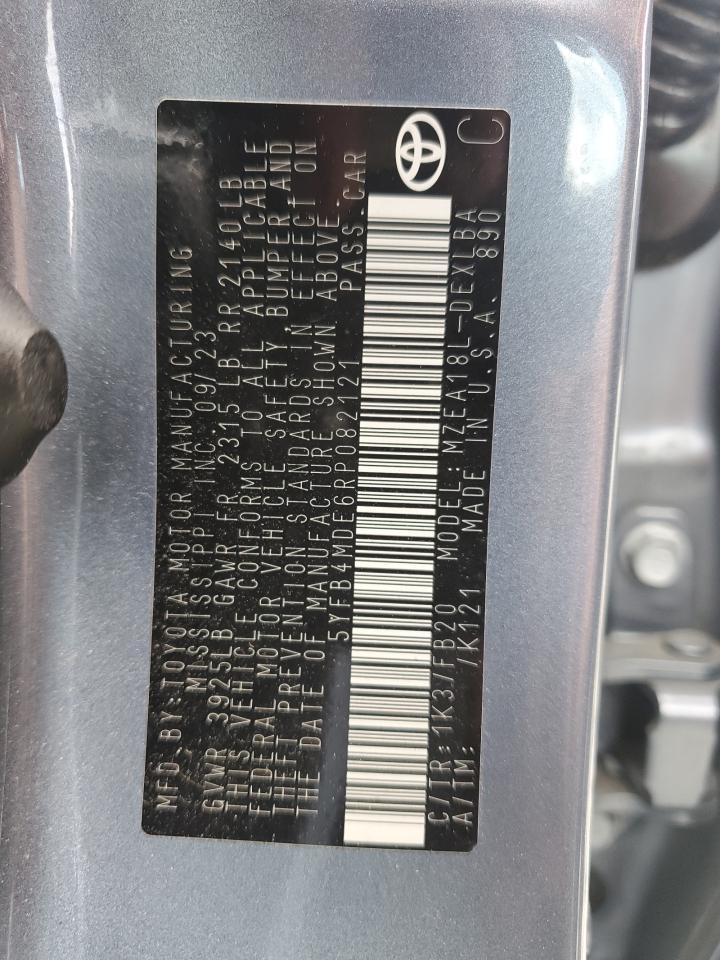 MFD. BY: TOYOTA MOTOR MANUFACTURING
MISSISSIPPI INC. 09/23
GVWR 3925LB GAWR FR 2315 LB RR 2140LB
THIS VEHICLE CONFORMS TO ALL APPLICABLE
FEDERAL MOTOR VEHICLE SAFETY, BUMPER AND
THEFT PREVENTION STANDARDS IN EFFECT ON
THE DATE OF MANUFACTURE SHOWN ABOVE.
5YFB4MDE6RP082121 PASS. CAR
C/TR: 1K3/FB20 MODEL: MZEA18L-DEXLBA
A/TM: /K121 MADE IN U.S.A. 890
C